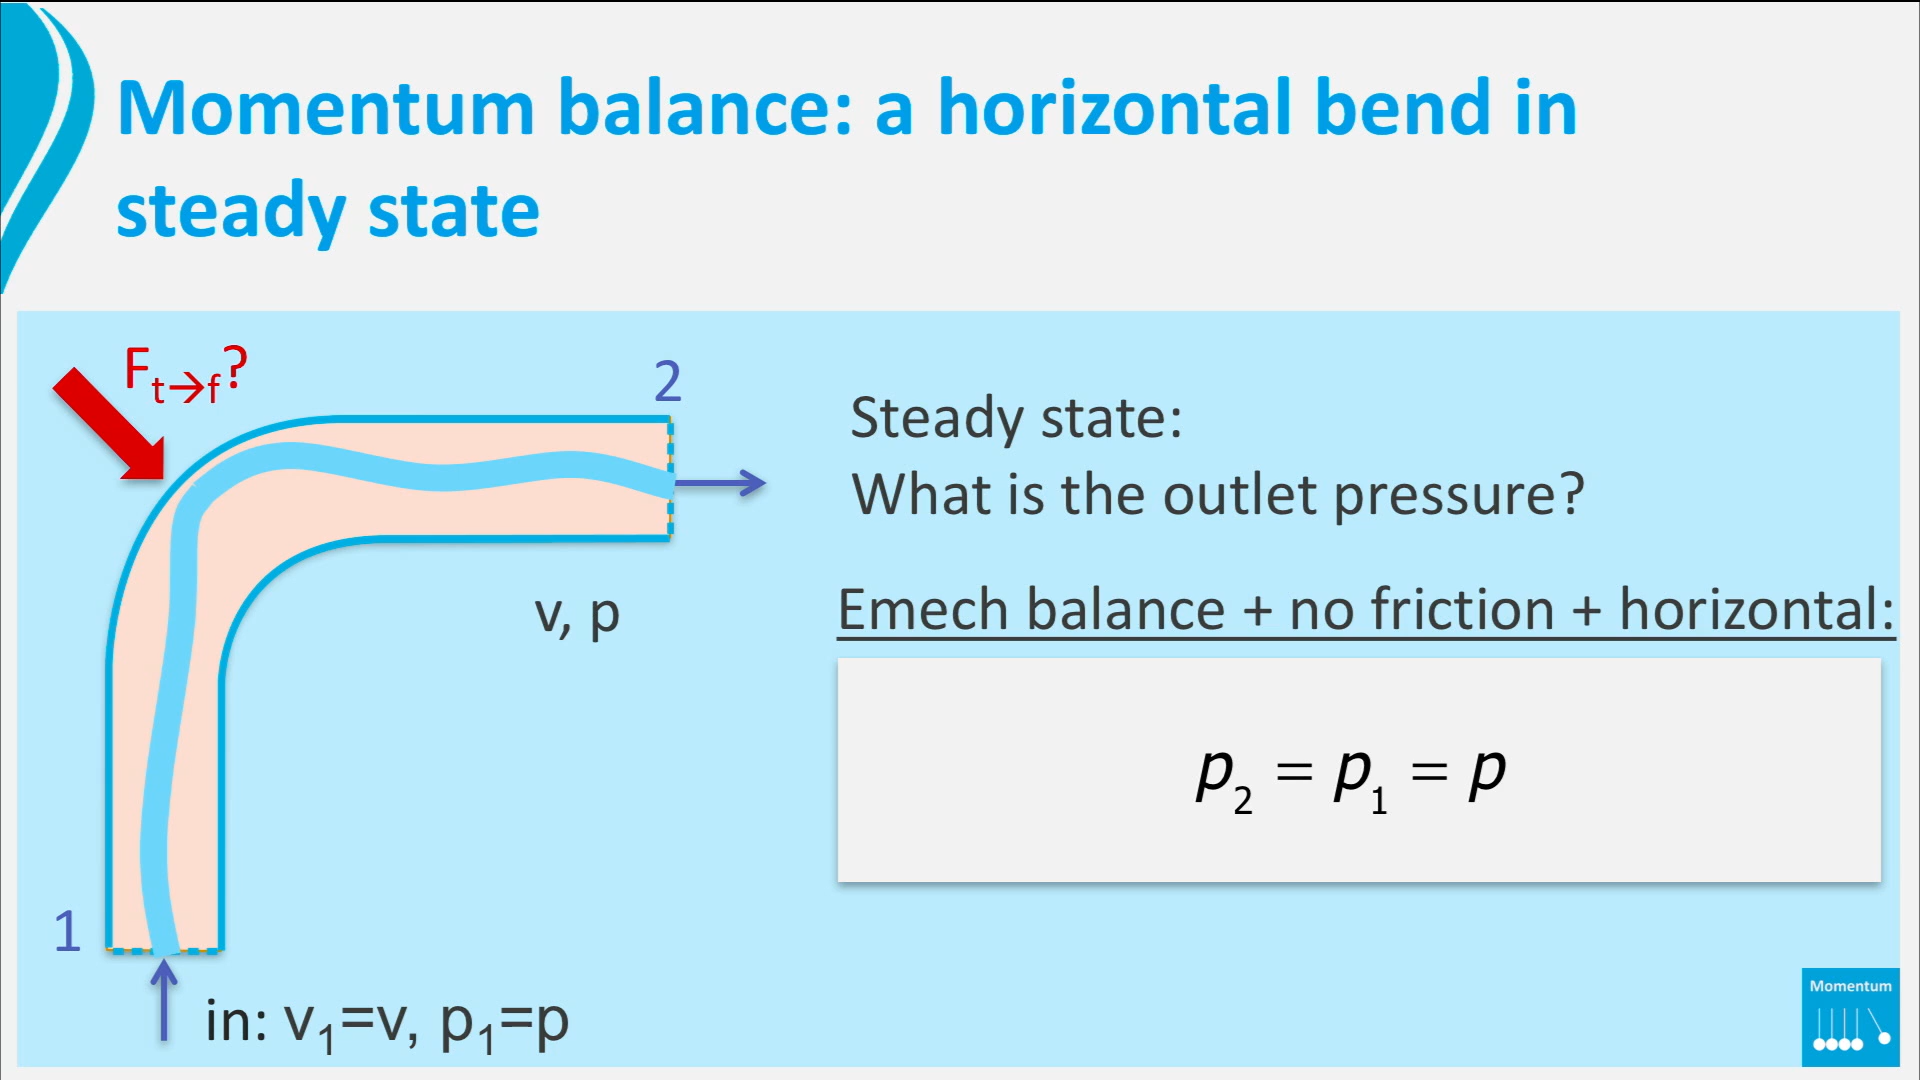 Momentum balance: a horizontal bend in
steady state
F_t→f?
2
Steady state:
What is the outlet pressure?
v, p
Emech balance + no friction + horizontal:
p₂ = p₁ = p
1
in: v₁=v, p₁=p
Momentum